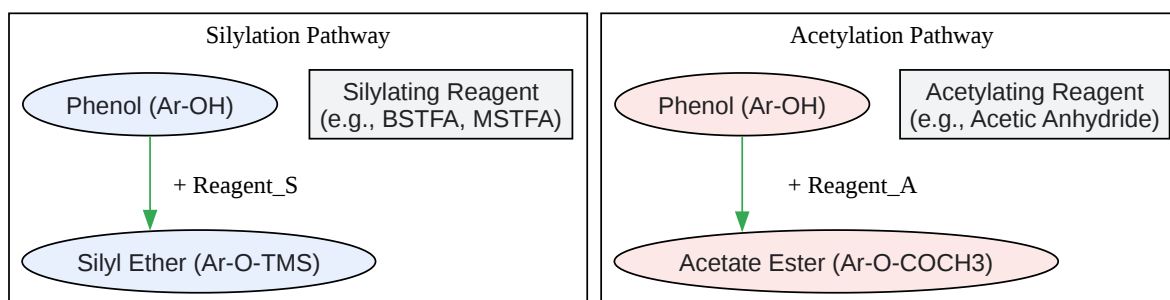 Silylation Pathway
Phenol (Ar-OH)
Silylating Reagent
(e.g., BSTFA, MSTFA)
+ Reagent_S
Silyl Ether (Ar-O-TMS)
Acetylation Pathway
Phenol (Ar-OH)
Acetylating Reagent
(e.g., Acetic Anhydride)
+ Reagent_A
Acetate Ester (Ar-O-COCH3)